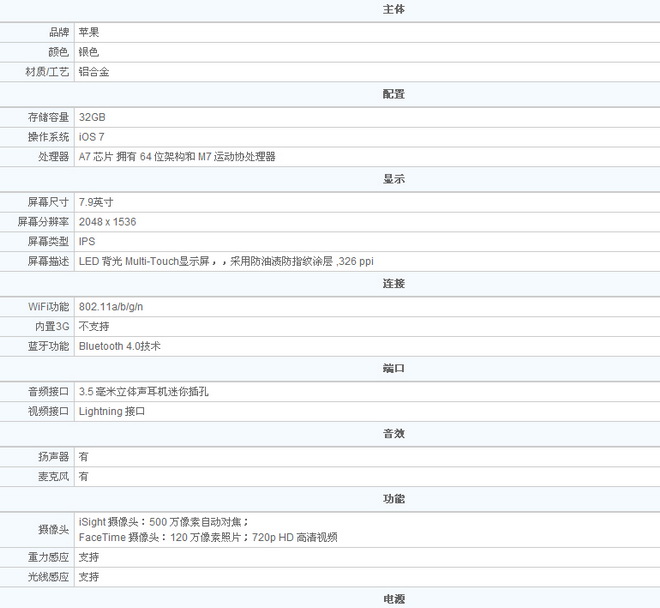 主体
品牌 苹果
颜色 银色
材质/工艺 铝合金
配置
存储容量 32GB
操作系统 iOS 7
处理器 A7 芯片 拥有 64 位架构和 M7 运动协处理器
显示
屏幕尺寸 7.9英寸
屏幕分辨率 2048 x 1536
屏幕类型 IPS
屏幕描述 LED 背光 Multi-Touch显示屏，，采用防油渍防指纹涂层 ,326 ppi
连接
WiFi功能 802.11a/b/g/n
内置3G 不支持
蓝牙功能 Bluetooth 4.0技术
端口
音频接口 3.5 毫米立体声耳机迷你插孔
视频接口 Lightning 接口
音效
扬声器 有
麦克风 有
功能
摄像头 iSight 摄像头：500 万像素自动对焦；
FaceTime 摄像头：120 万像素照片；720p HD 高清视频
重力感应 支持
光线感应 支持
电源